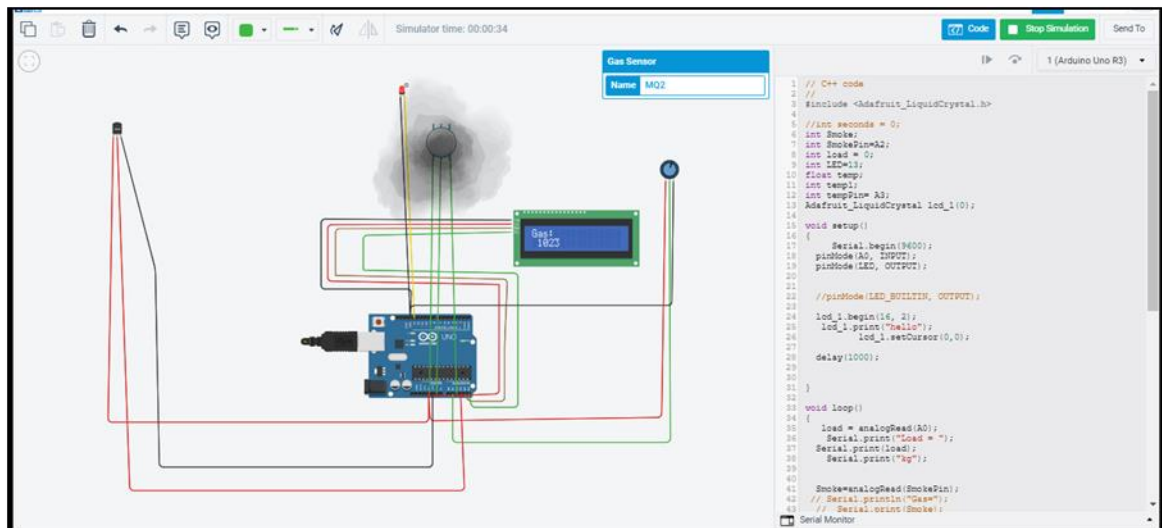 Simulator time: 00:00:34
Code
Stop Simulation
Send To
1 (Arduino Uno R3)
Gas Sensor
Name MQ2
Gas:
1023
UNO
1 // C++ code
2 //
3 #include <Adafruit_LiquidCrystal.h>
4
5 //int seconds = 0;
6 int Smoke;
7 int SmokePin=A2;
8 int load = 0;
9 int LED=13;
10 float temp;
11 int temp1;
12 int tempPin= A3;
13 Adafruit_LiquidCrystal lcd_1(0);
14
15 void setup()
16 {
17 Serial.begin(9600);
18 pinMode(A0, INPUT);
19 pinMode(LED, OUTPUT);
20
21
22 //pinMode(LED_BUILTIN, OUTPUT);
23
24 lcd_1.begin(16, 2);
25 lcd_1.print("hello");
26 lcd_1.setCursor(0,0);
27
28 delay(1000);
29
30
31 }
32
33 void loop()
34 {
35 load = analogRead(A0);
36 Serial.print("Load = ");
37 Serial.print(load);
38 Serial.print("kg");
39
40
41 Smoke=analogRead(SmokePin);
42 // Serial.println("Gas=");
43 // Serial.print(Smoke);
Serial Monitor